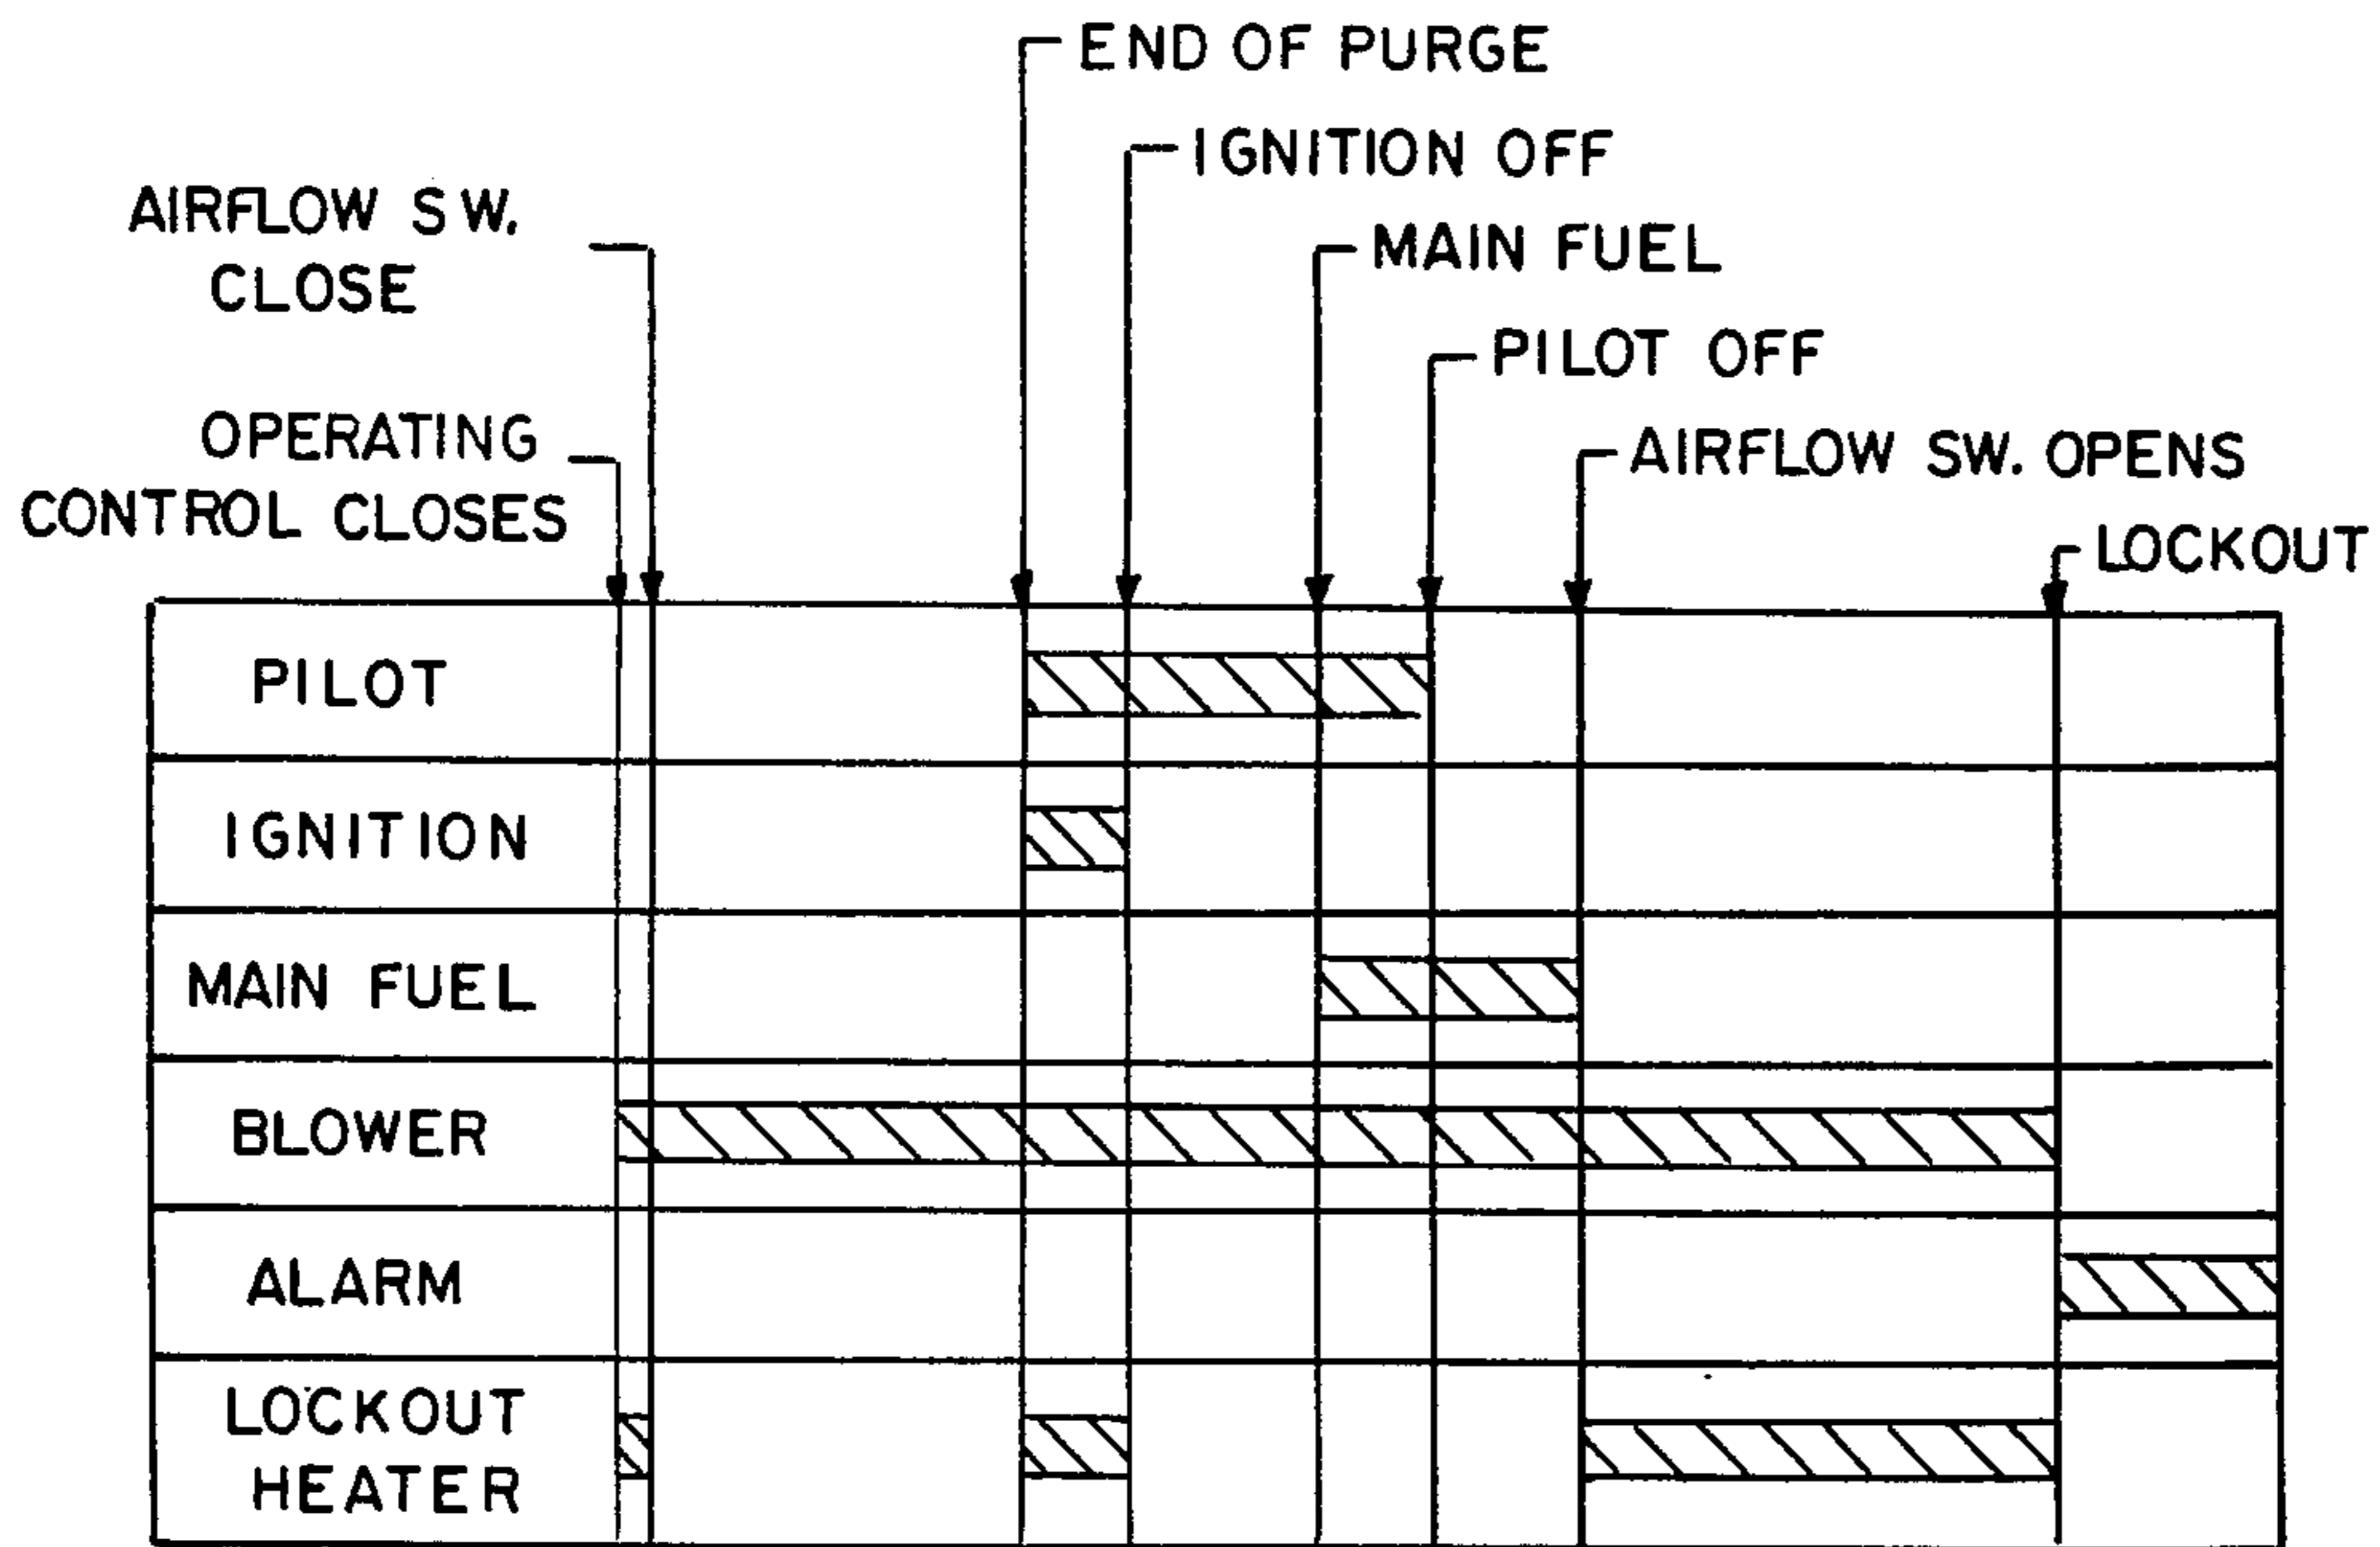 END OF PURGE
IGNITION OFF
AIRFLOW SW.
CLOSE
MAIN FUEL
PILOT OFF
OPERATING
CONTROL CLOSES
AIRFLOW SW. OPENS
LOCKOUT
PILOT
IGNITION
MAIN FUEL
BLOWER
ALARM
LOCKOUT
HEATER